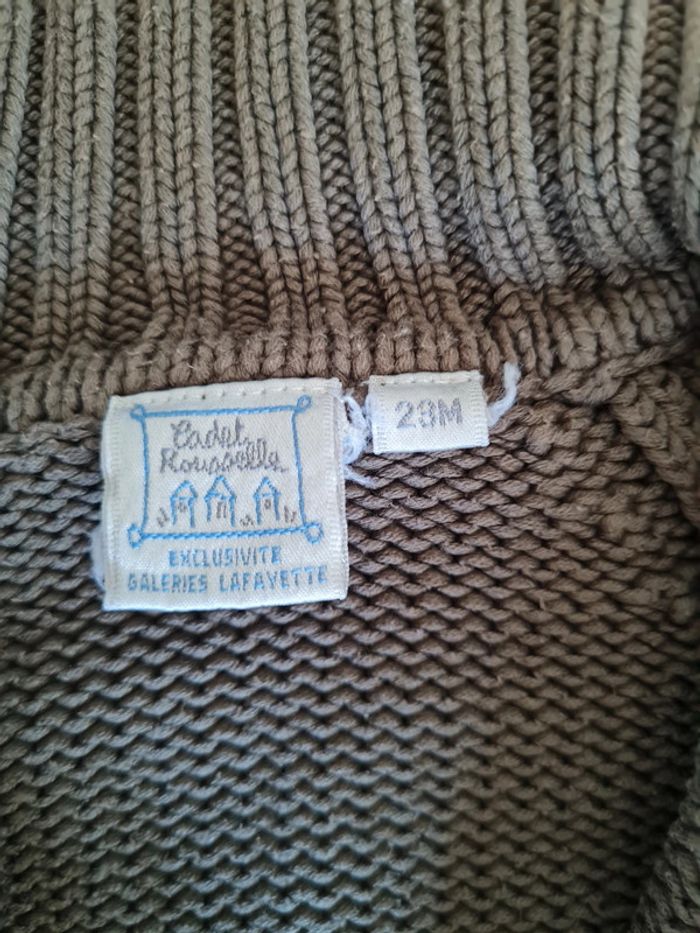 Cadet
Rousselle
EXCLUSIVITE
GALERIES LAFAYETTE
23M